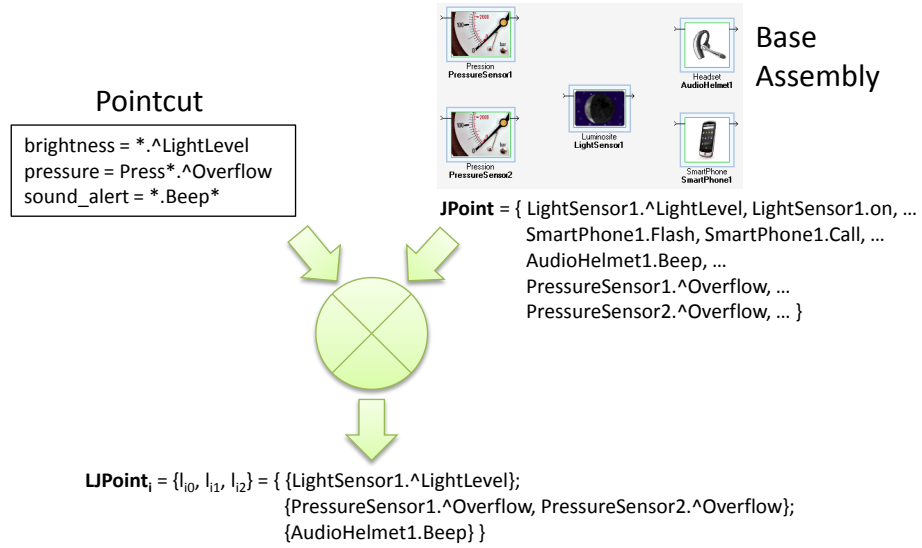 Base
Assembly
Pression
PressureSensor1
Headset
AudioHelmet1
Luminosite
LightSensor1
Pression
PressureSensor2
SmartPhone
SmartPhone1
Pointcut
brightness = *.^LightLevel
pressure = Press*.^Overflow
sound_alert = *.Beep*
JPoint = { LightSensor1.^LightLevel, LightSensor1.on, …
SmartPhone1.Flash, SmartPhone1.Call, …
AudioHelmet1.Beep, …
PressureSensor1.^Overflow, …
PressureSensor2.^Overflow, … }
LJPointᵢ = {lᵢ₀, lᵢ₁, lᵢ₂} = { {LightSensor1.^LightLevel};
{PressureSensor1.^Overflow, PressureSensor2.^Overflow};
{AudioHelmet1.Beep} }